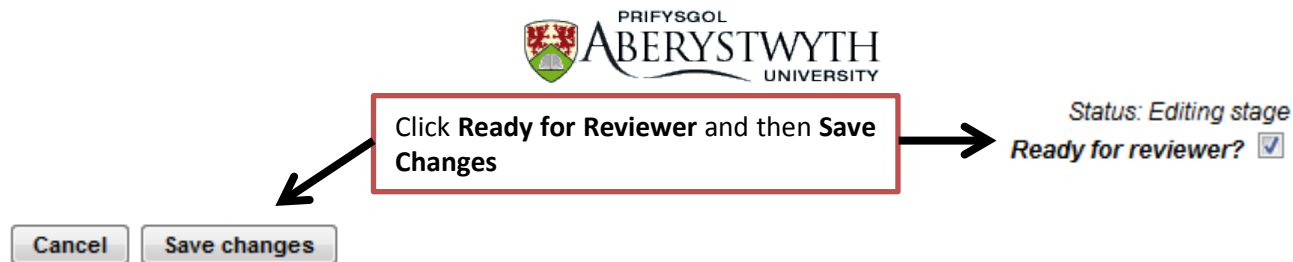 PRIFYSGOL
ABERYSTWYTH
UNIVERSITY
Click Ready for Reviewer and then Save
Changes
Status: Editing stage
Ready for reviewer?
Cancel Save changes